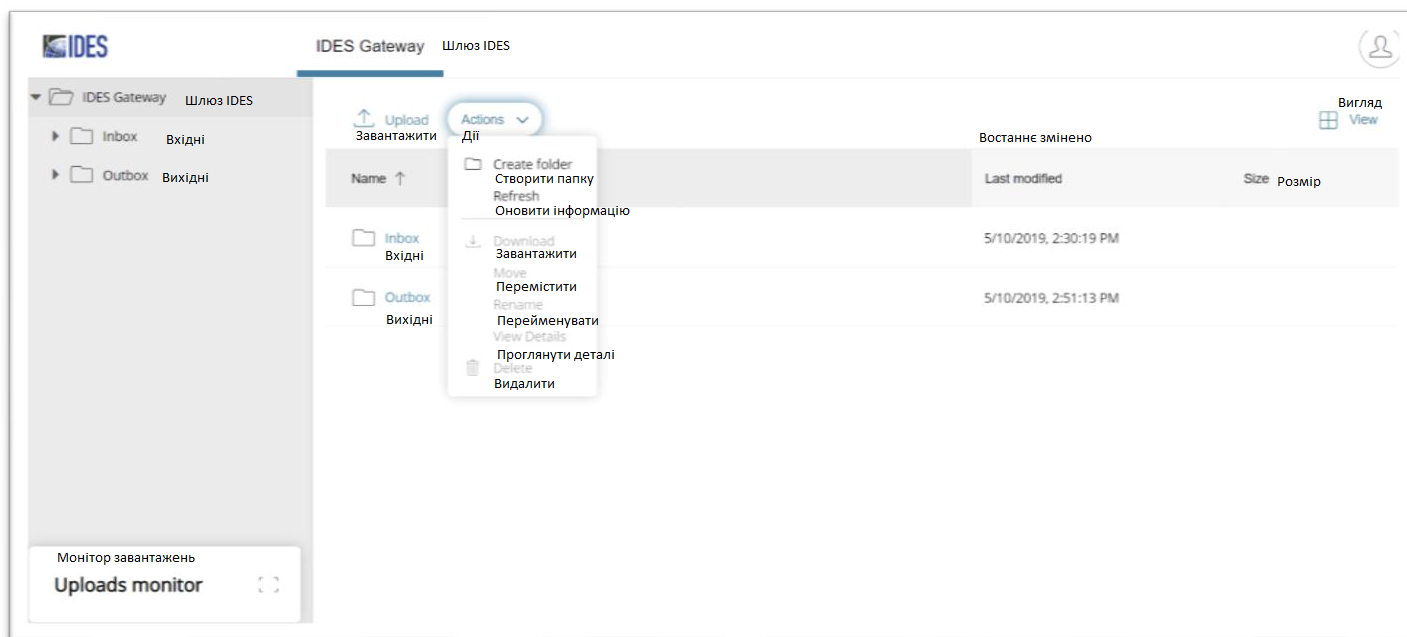 IDES
IDES Gateway Шлюз IDES
IDES Gateway Шлюз IDES
Inbox Вхідні
Outbox Вихідні
Upload
Завантажити
Actions
Дії
Вигляд
View
Create folder
Створити папку
Refresh
Оновити інформацію
Download
Завантажити
Move
Перемістити
Rename
Перейменувати
View Details
Проглянути деталі
Delete
Видалити
Востаннє змінено
Name Last modified Size Розмір
Inbox 5/10/2019, 2:30:19 PM
Вхідні
Outbox 5/10/2019, 2:51:13 PM
Вихідні
Монітор завантажень
Uploads monitor